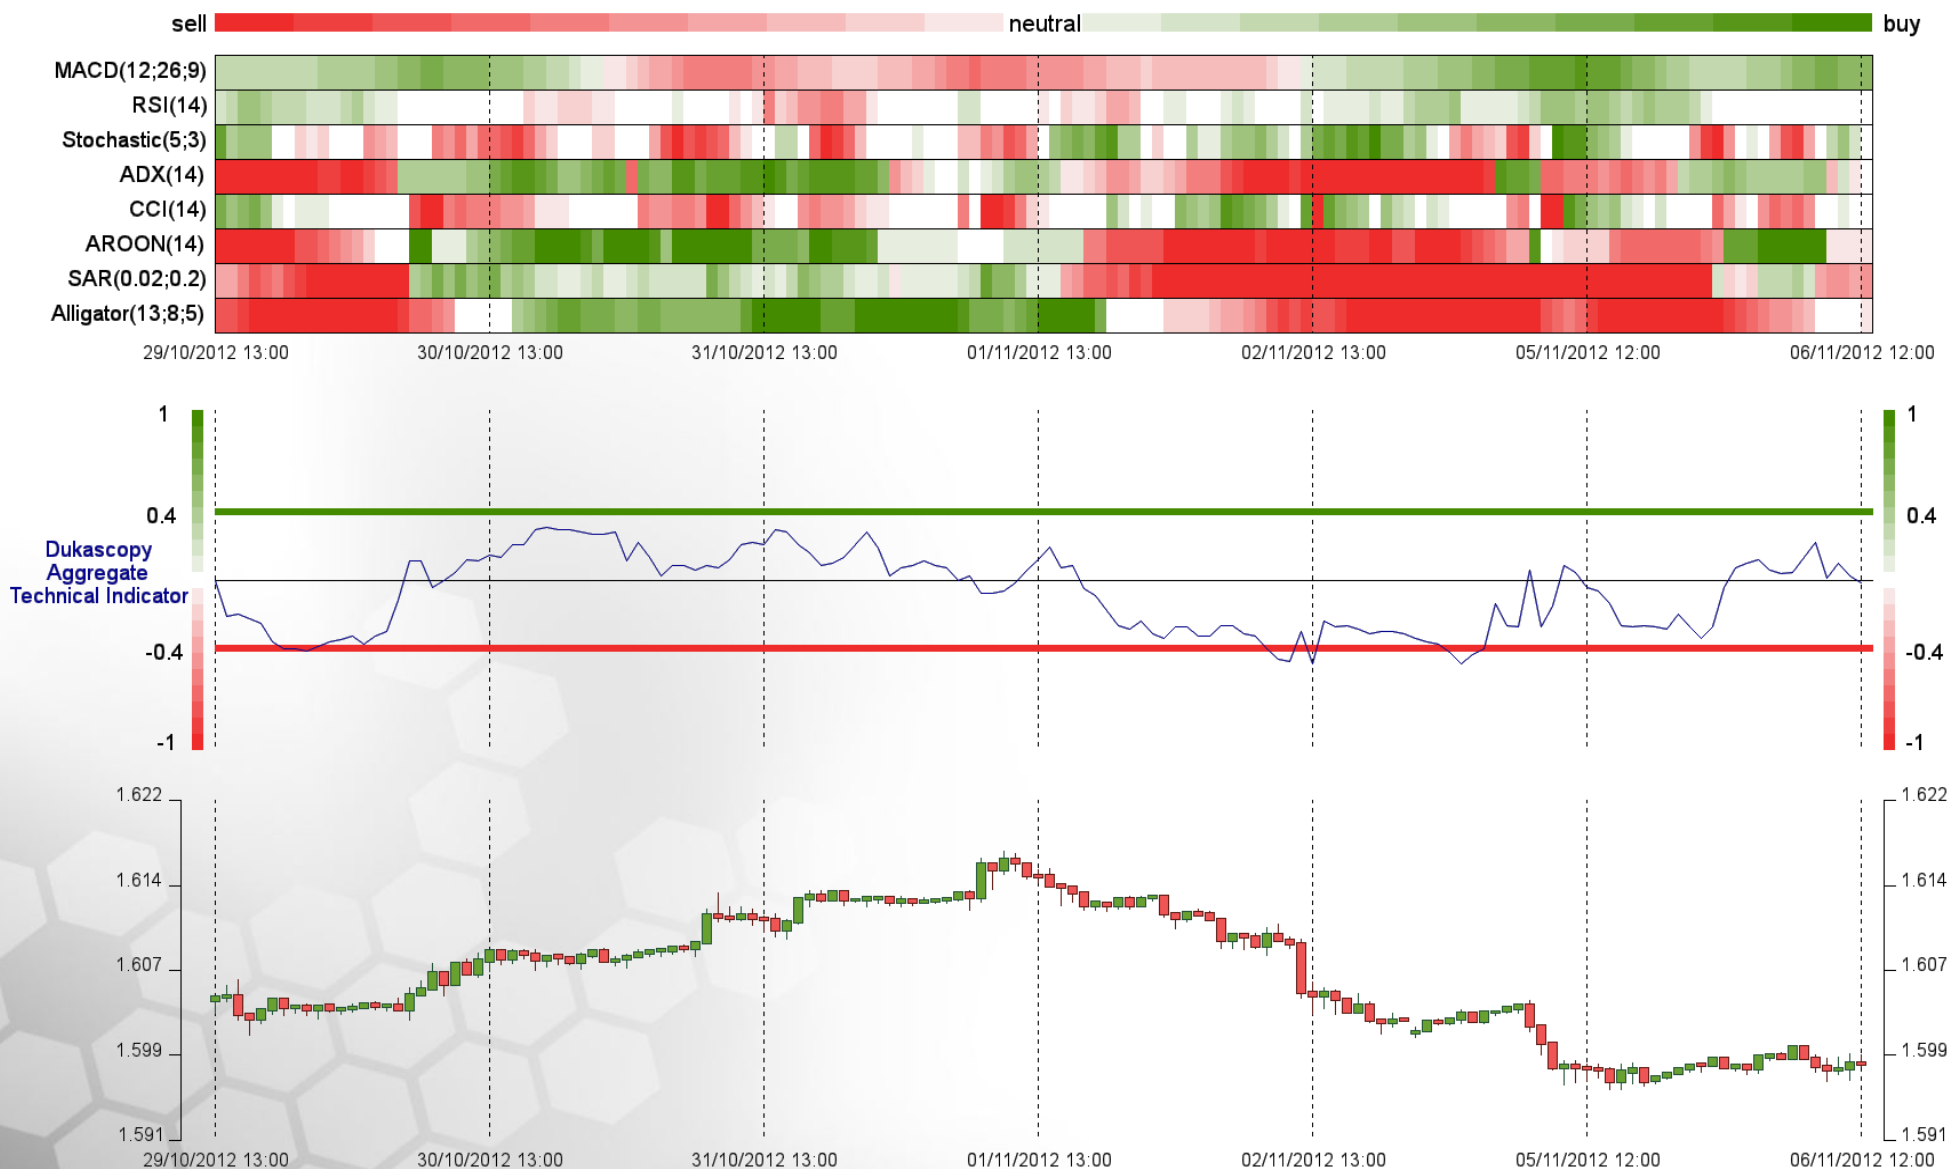 sell neutral buy
MACD(12;26;9)
RSI(14)
Stochastic(5;3)
ADX(14)
CCI(14)
AROON(14)
SAR(0.02;0.2)
Alligator(13;8;5)
29/10/2012 13:00 30/10/2012 13:00 31/10/2012 13:00 01/11/2012 13:00 02/11/2012 13:00 05/11/2012 12:00 06/11/2012 12:00
1 1
0.4 0.4
Dukascopy
Aggregate
Technical Indicator
-0.4 -0.4
-1 -1
1.622 1.622
1.614 1.614
1.607 1.607
1.599 1.599
1.591 1.591
29/10/2012 13:00 30/10/2012 13:00 31/10/2012 13:00 01/11/2012 13:00 02/11/2012 13:00 05/11/2012 12:00 06/11/2012 12:00